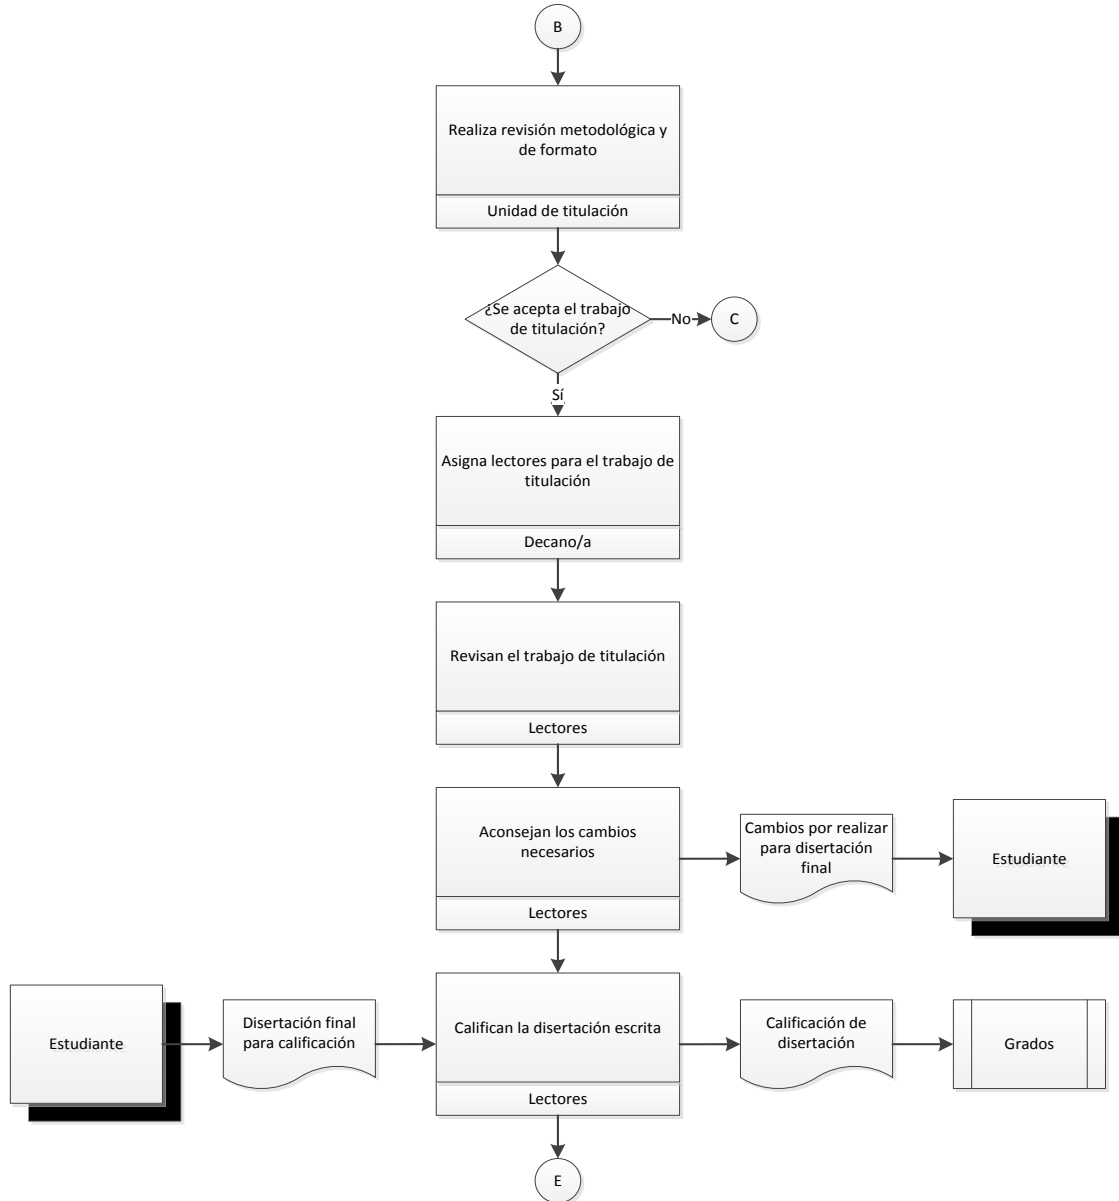 B
Realiza revisión metodológica y
de formato
Unidad de titulación
¿Se acepta el trabajo
de titulación?
No
C
Sí
Asigna lectores para el trabajo de
titulación
Decano/a
Revisan el trabajo de titulación
Lectores
Aconsejan los cambios
necesarios
Lectores
Cambios por realizar
para disertación
final
Estudiante
Estudiante
Disertación final
para calificación
Califican la disertación escrita
Lectores
Calificación de
disertación
Grados
E